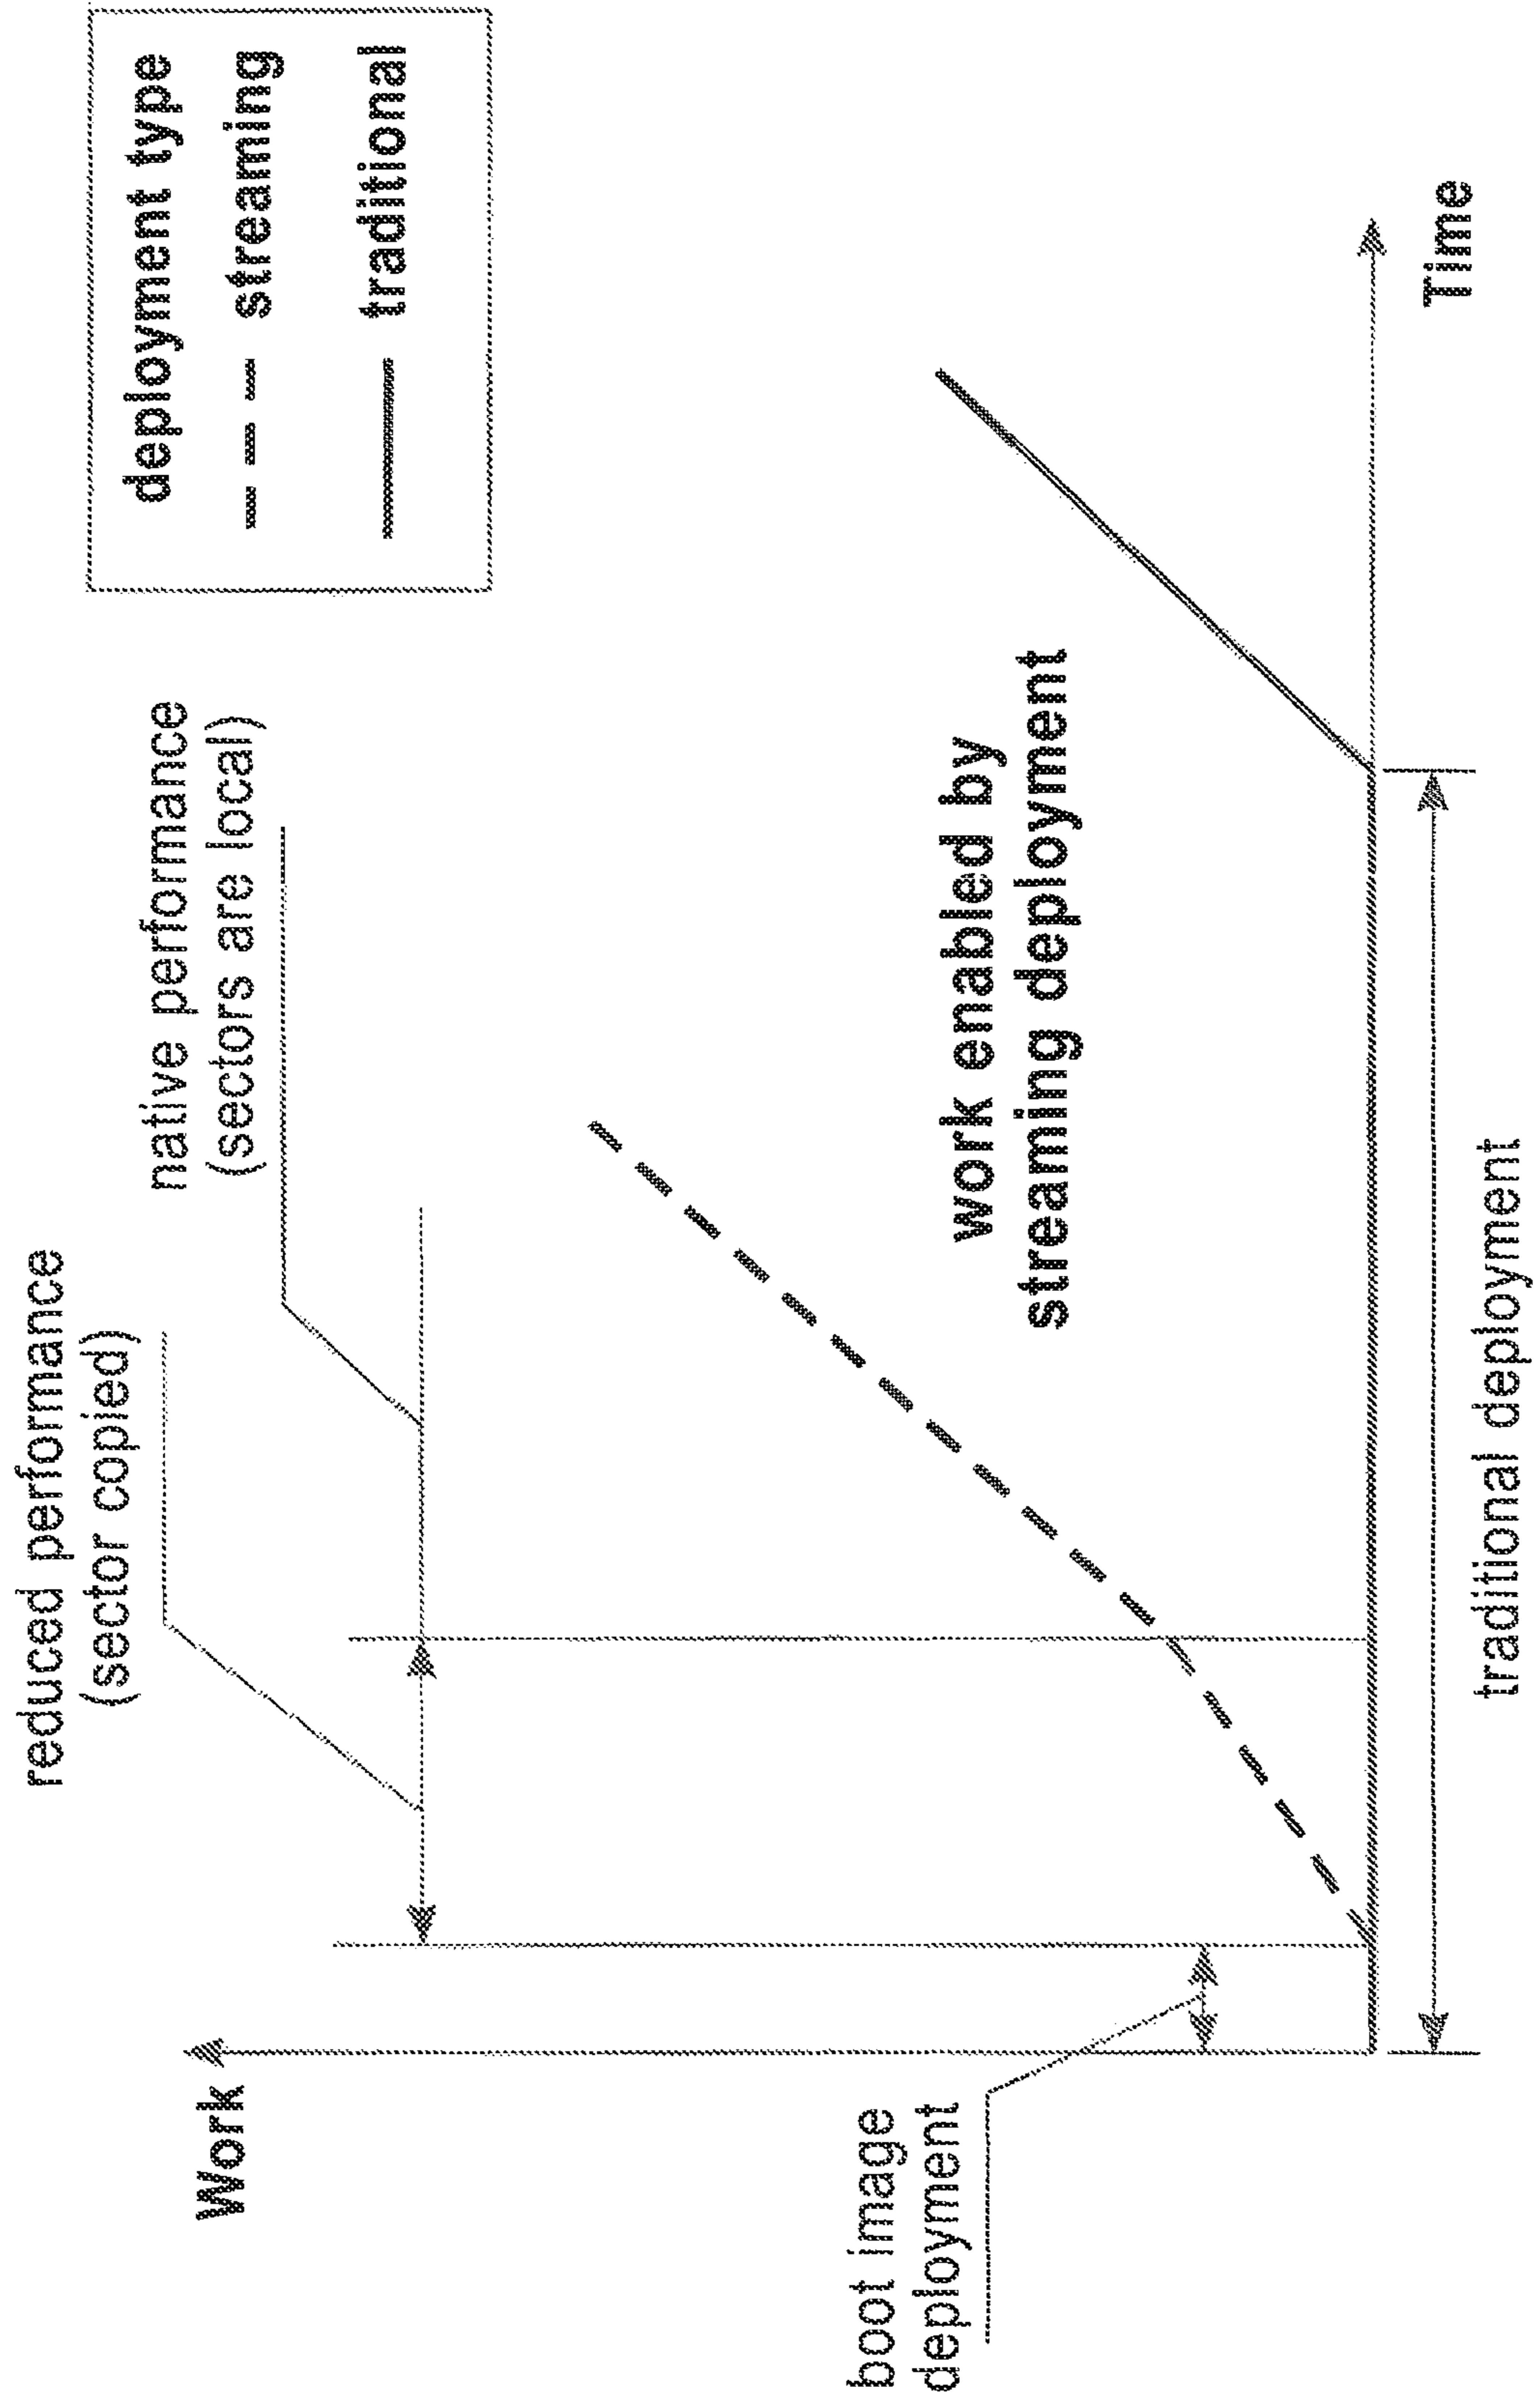 reduced performance
(sector copied)
native performance
(sectors are local)
deployment type
streaming
traditional
Work
work enabled by
streaming deployment
boot image
deployment
Time
traditional deployment